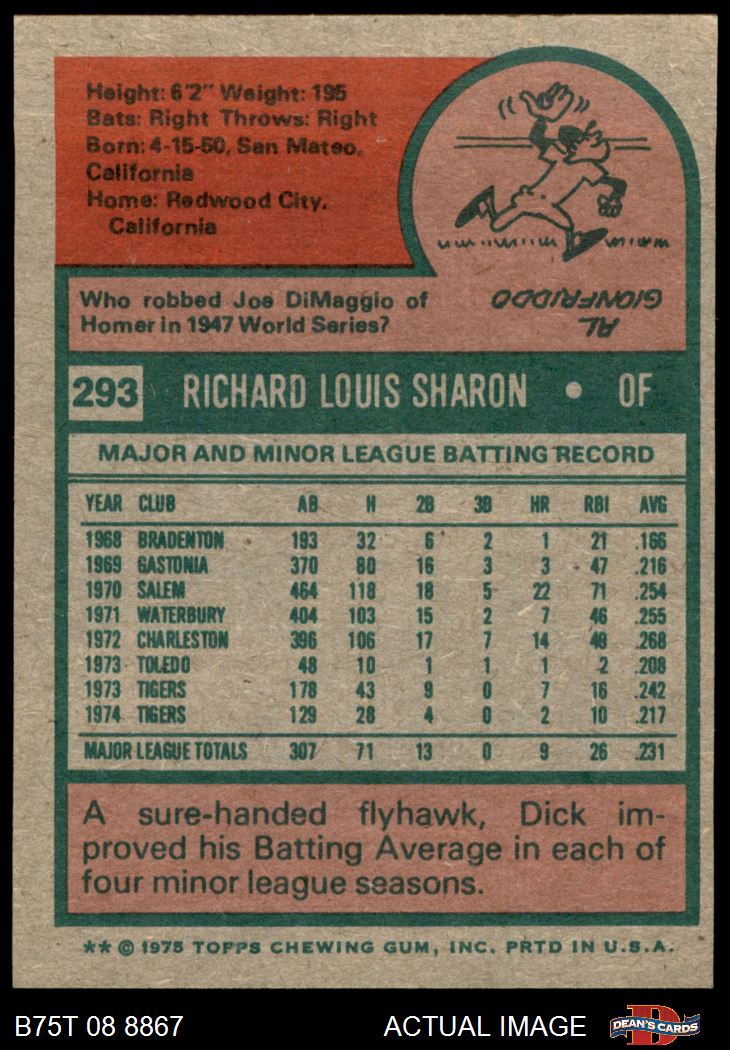 Height: 6'2" Weight: 195
Bats: Right Throws: Right
Born: 4-15-50, San Mateo,
California
Home: Redwood City,
California
Who robbed Joe DiMaggio of
Homer in 1947 World Series?
AL
GIONFRIDDO
293 RICHARD LOUIS SHARON • OF
MAJOR AND MINOR LEAGUE BATTING RECORD
YEAR CLUB AB H 2B 3B HR RBI AVG
1968 BRADENTON 193 32 6 2 1 21 .166
1969 GASTONIA 370 80 16 3 3 47 .216
1970 SALEM 464 118 18 5 22 71 .254
1971 WATERBURY 404 103 15 2 7 46 .255
1972 CHARLESTON 396 106 17 7 14 49 .268
1973 TOLEDO 48 10 1 1 1 2 .208
1973 TIGERS 178 43 9 0 7 16 .242
1974 TIGERS 129 28 4 0 2 10 .217
MAJOR LEAGUE TOTALS 307 71 13 0 9 26 .231
A sure-handed flyhawk, Dick im-
proved his Batting Average in each of
four minor league seasons.
** © 1975 TOPPS CHEWING GUM, INC. PRTD IN U.S.A.
B75T 08 8867 ACTUAL IMAGE D DEAN'S CARDS